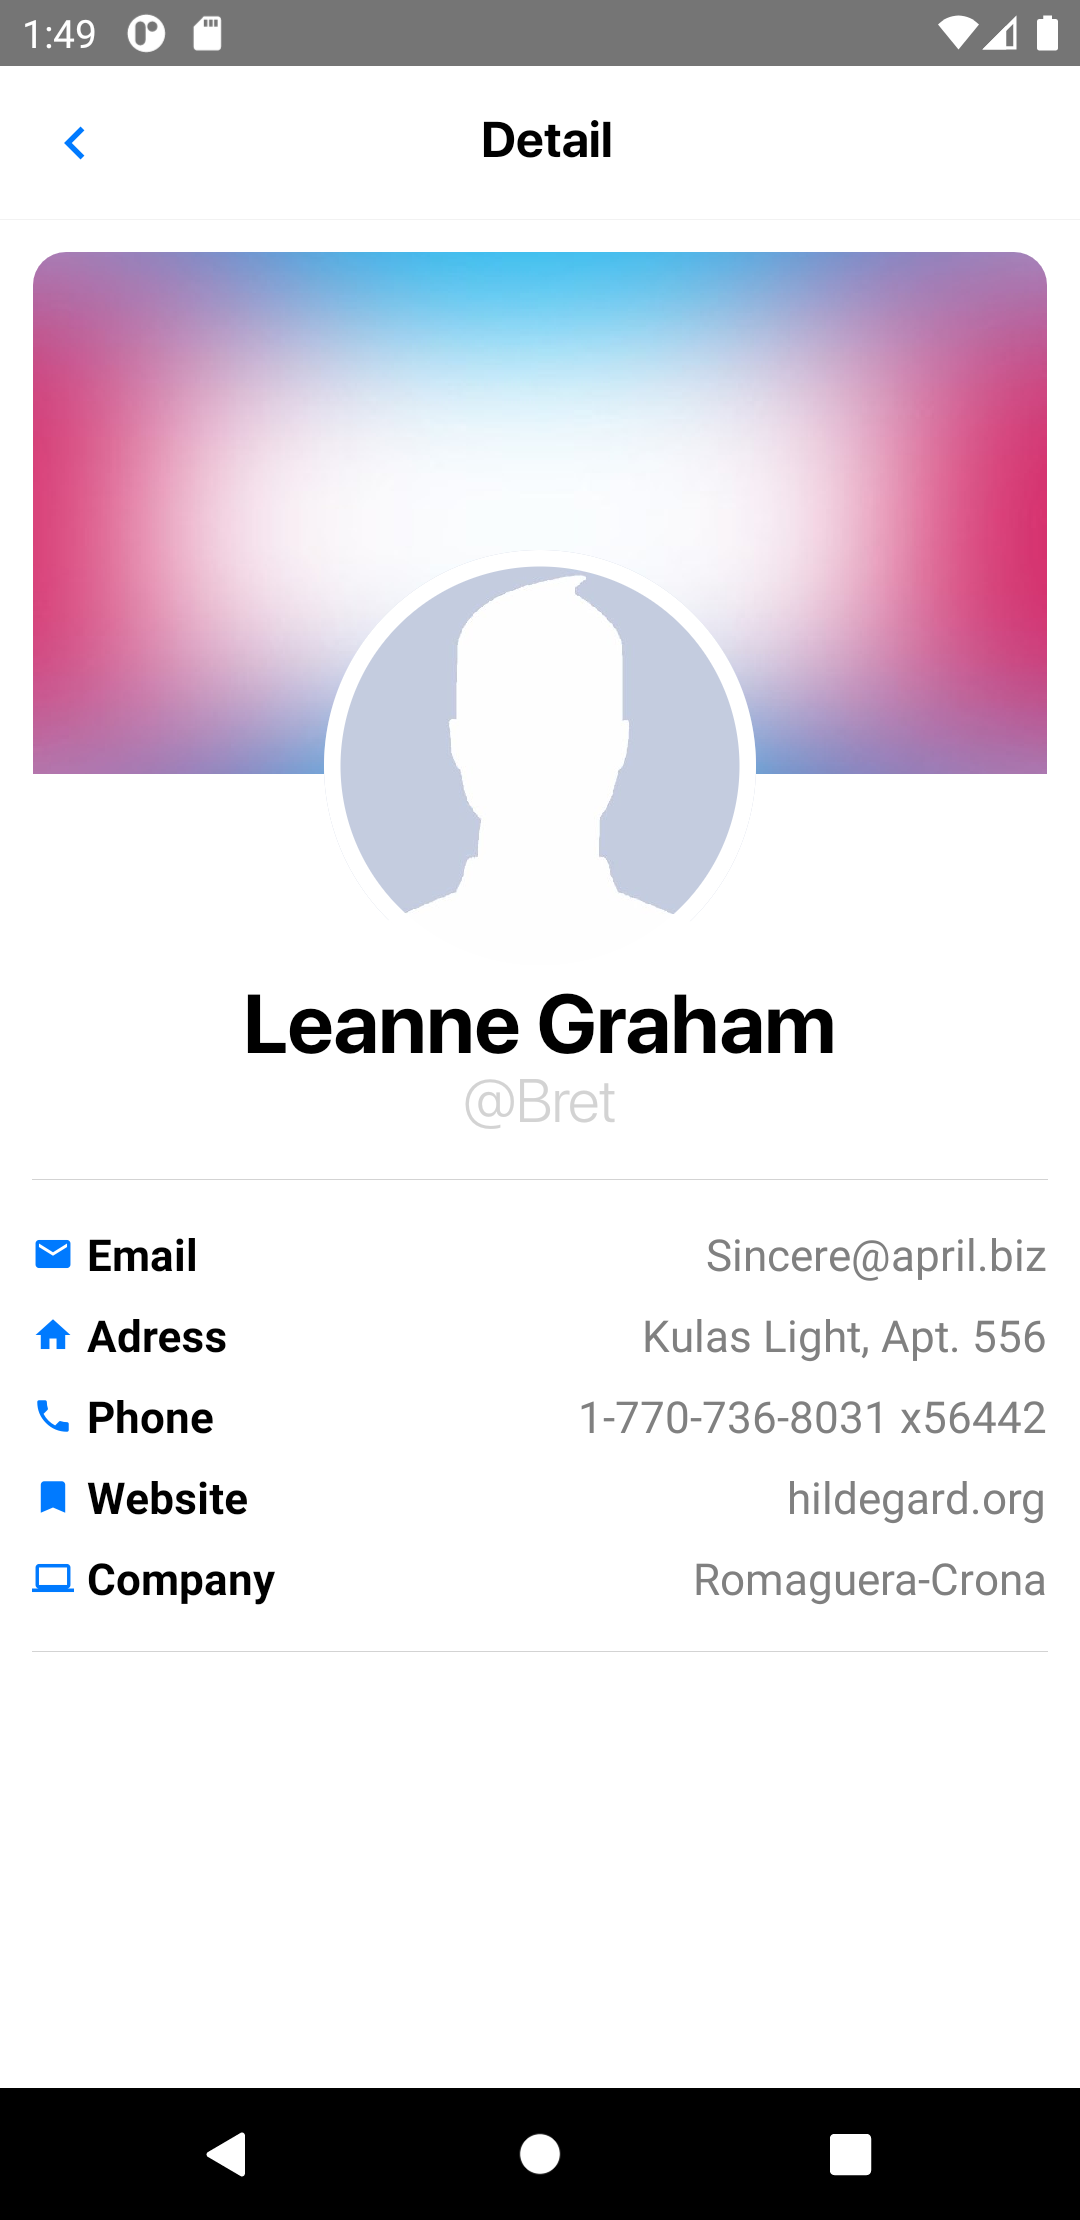 1:49
Detail
Leanne Graham
@Bret
Email Sincere@april.biz
Adress Kulas Light, Apt. 556
Phone 1-770-736-8031 x56442
Website hildegard.org
Company Romaguera-Crona